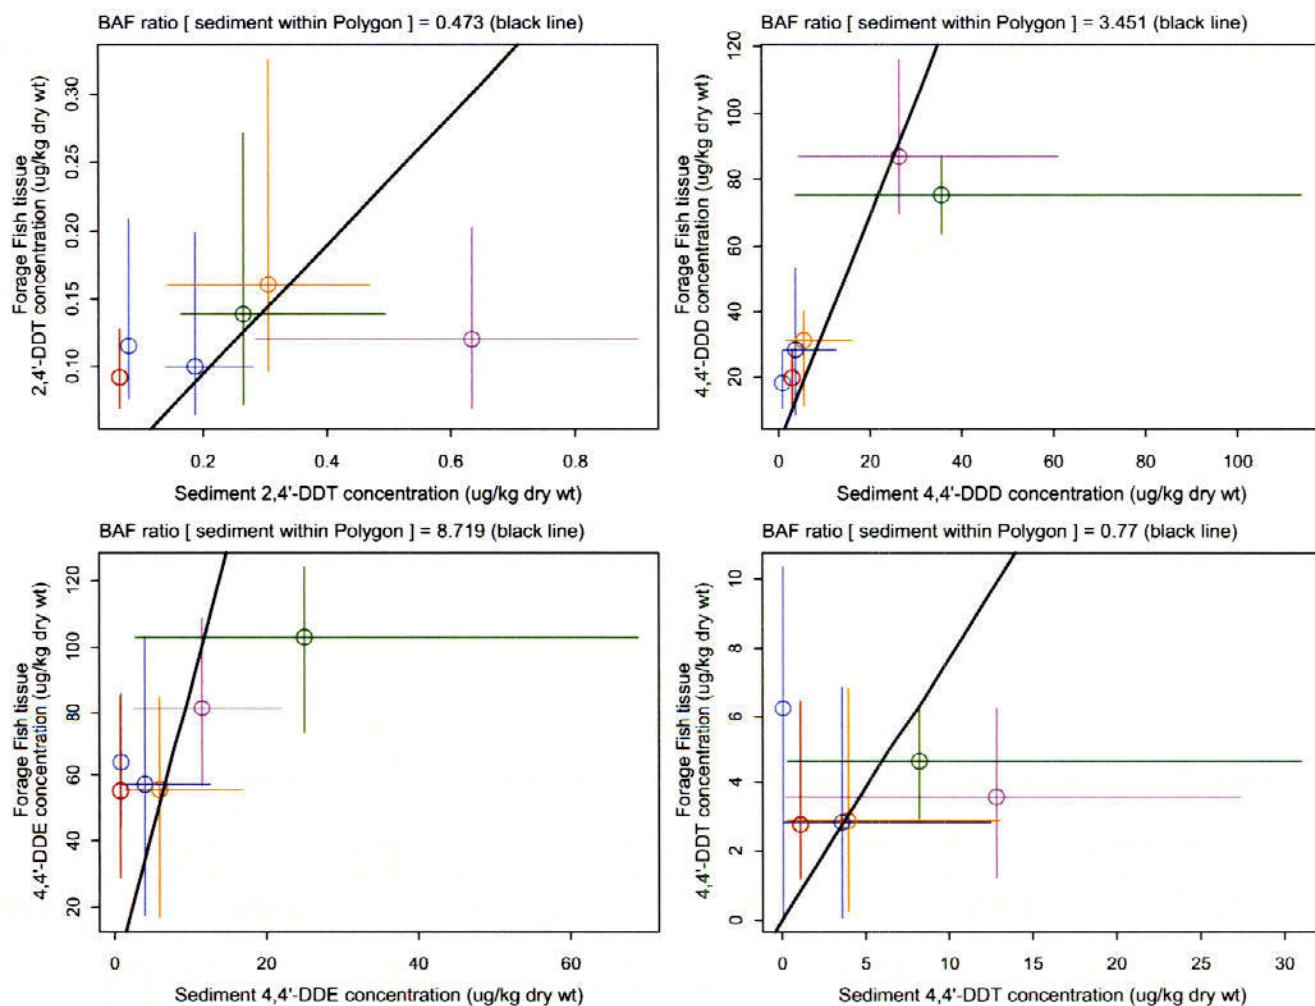 BAF ratio [ sediment within Polygon ] = 0.473 (black line)
Forage Fish tissue
2,4'-DDT concentration (ug/kg dry wt)
0.30
0.25
0.20
0.15
0.10
0.2 0.4 0.6 0.8
Sediment 2,4'-DDT concentration (ug/kg dry wt)
BAF ratio [ sediment within Polygon ] = 3.451 (black line)
Forage Fish tissue
4,4'-DDD concentration (ug/kg dry wt)
120
100
80
60
40
20
0 20 40 60 80 100
Sediment 4,4'-DDD concentration (ug/kg dry wt)
BAF ratio [ sediment within Polygon ] = 8.719 (black line)
Forage Fish tissue
4,4'-DDE concentration (ug/kg dry wt)
120
100
80
60
40
20
0 20 40 60
Sediment 4,4'-DDE concentration (ug/kg dry wt)
BAF ratio [ sediment within Polygon ] = 0.77 (black line)
Forage Fish tissue
4,4'-DDT concentration (ug/kg dry wt)
10
8
6
4
2
0
0 5 10 15 20 25 30
Sediment 4,4'-DDT concentration (ug/kg dry wt)